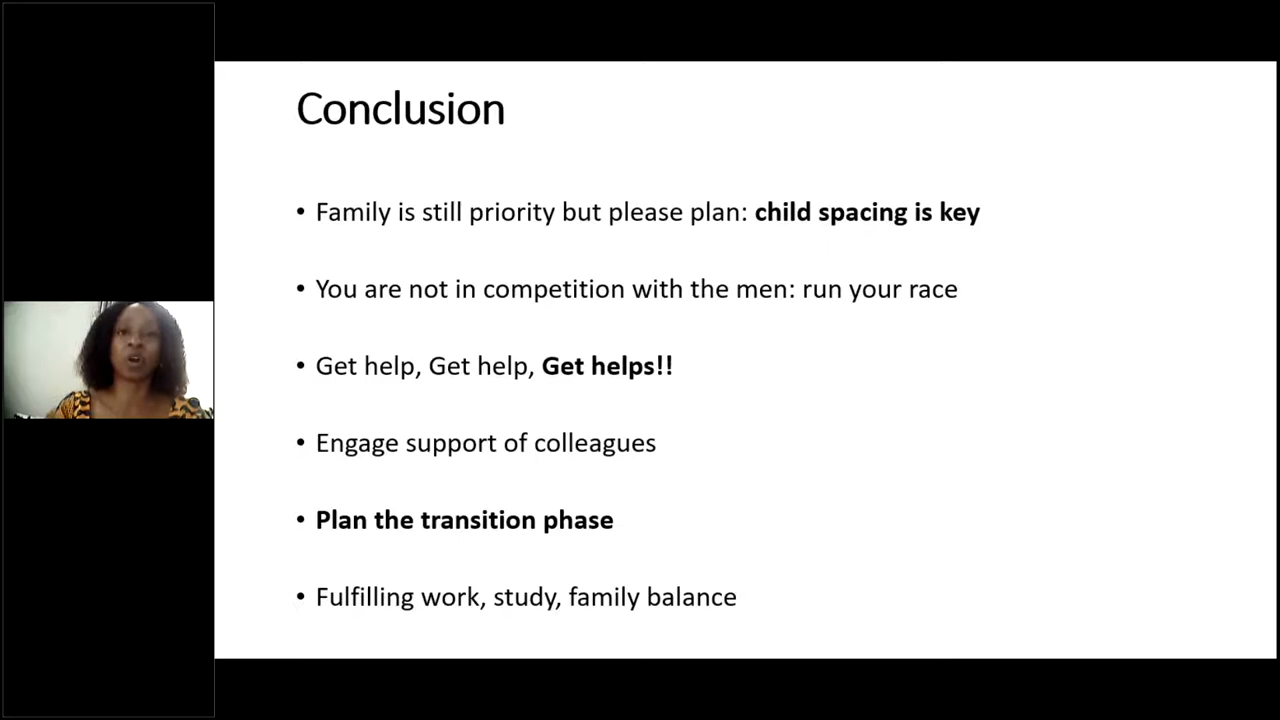 Conclusion
• Family is still priority but please plan: child spacing is key
• You are not in competition with the men: run your race
• Get help, Get help, Get helps!!
• Engage support of colleagues
• Plan the transition phase
• Fulfilling work, study, family balance